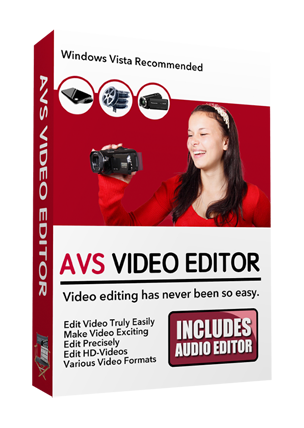 Windows Vista Recommended
AVS VIDEO EDITOR
AVS VIDEO EDITOR
Video editing has never been so easy.
Edit Video Truly Easily
Make Video Exciting
Edit Precisely
Edit HD-Videos
Various Video Formats
INCLUDES
AUDIO EDITOR